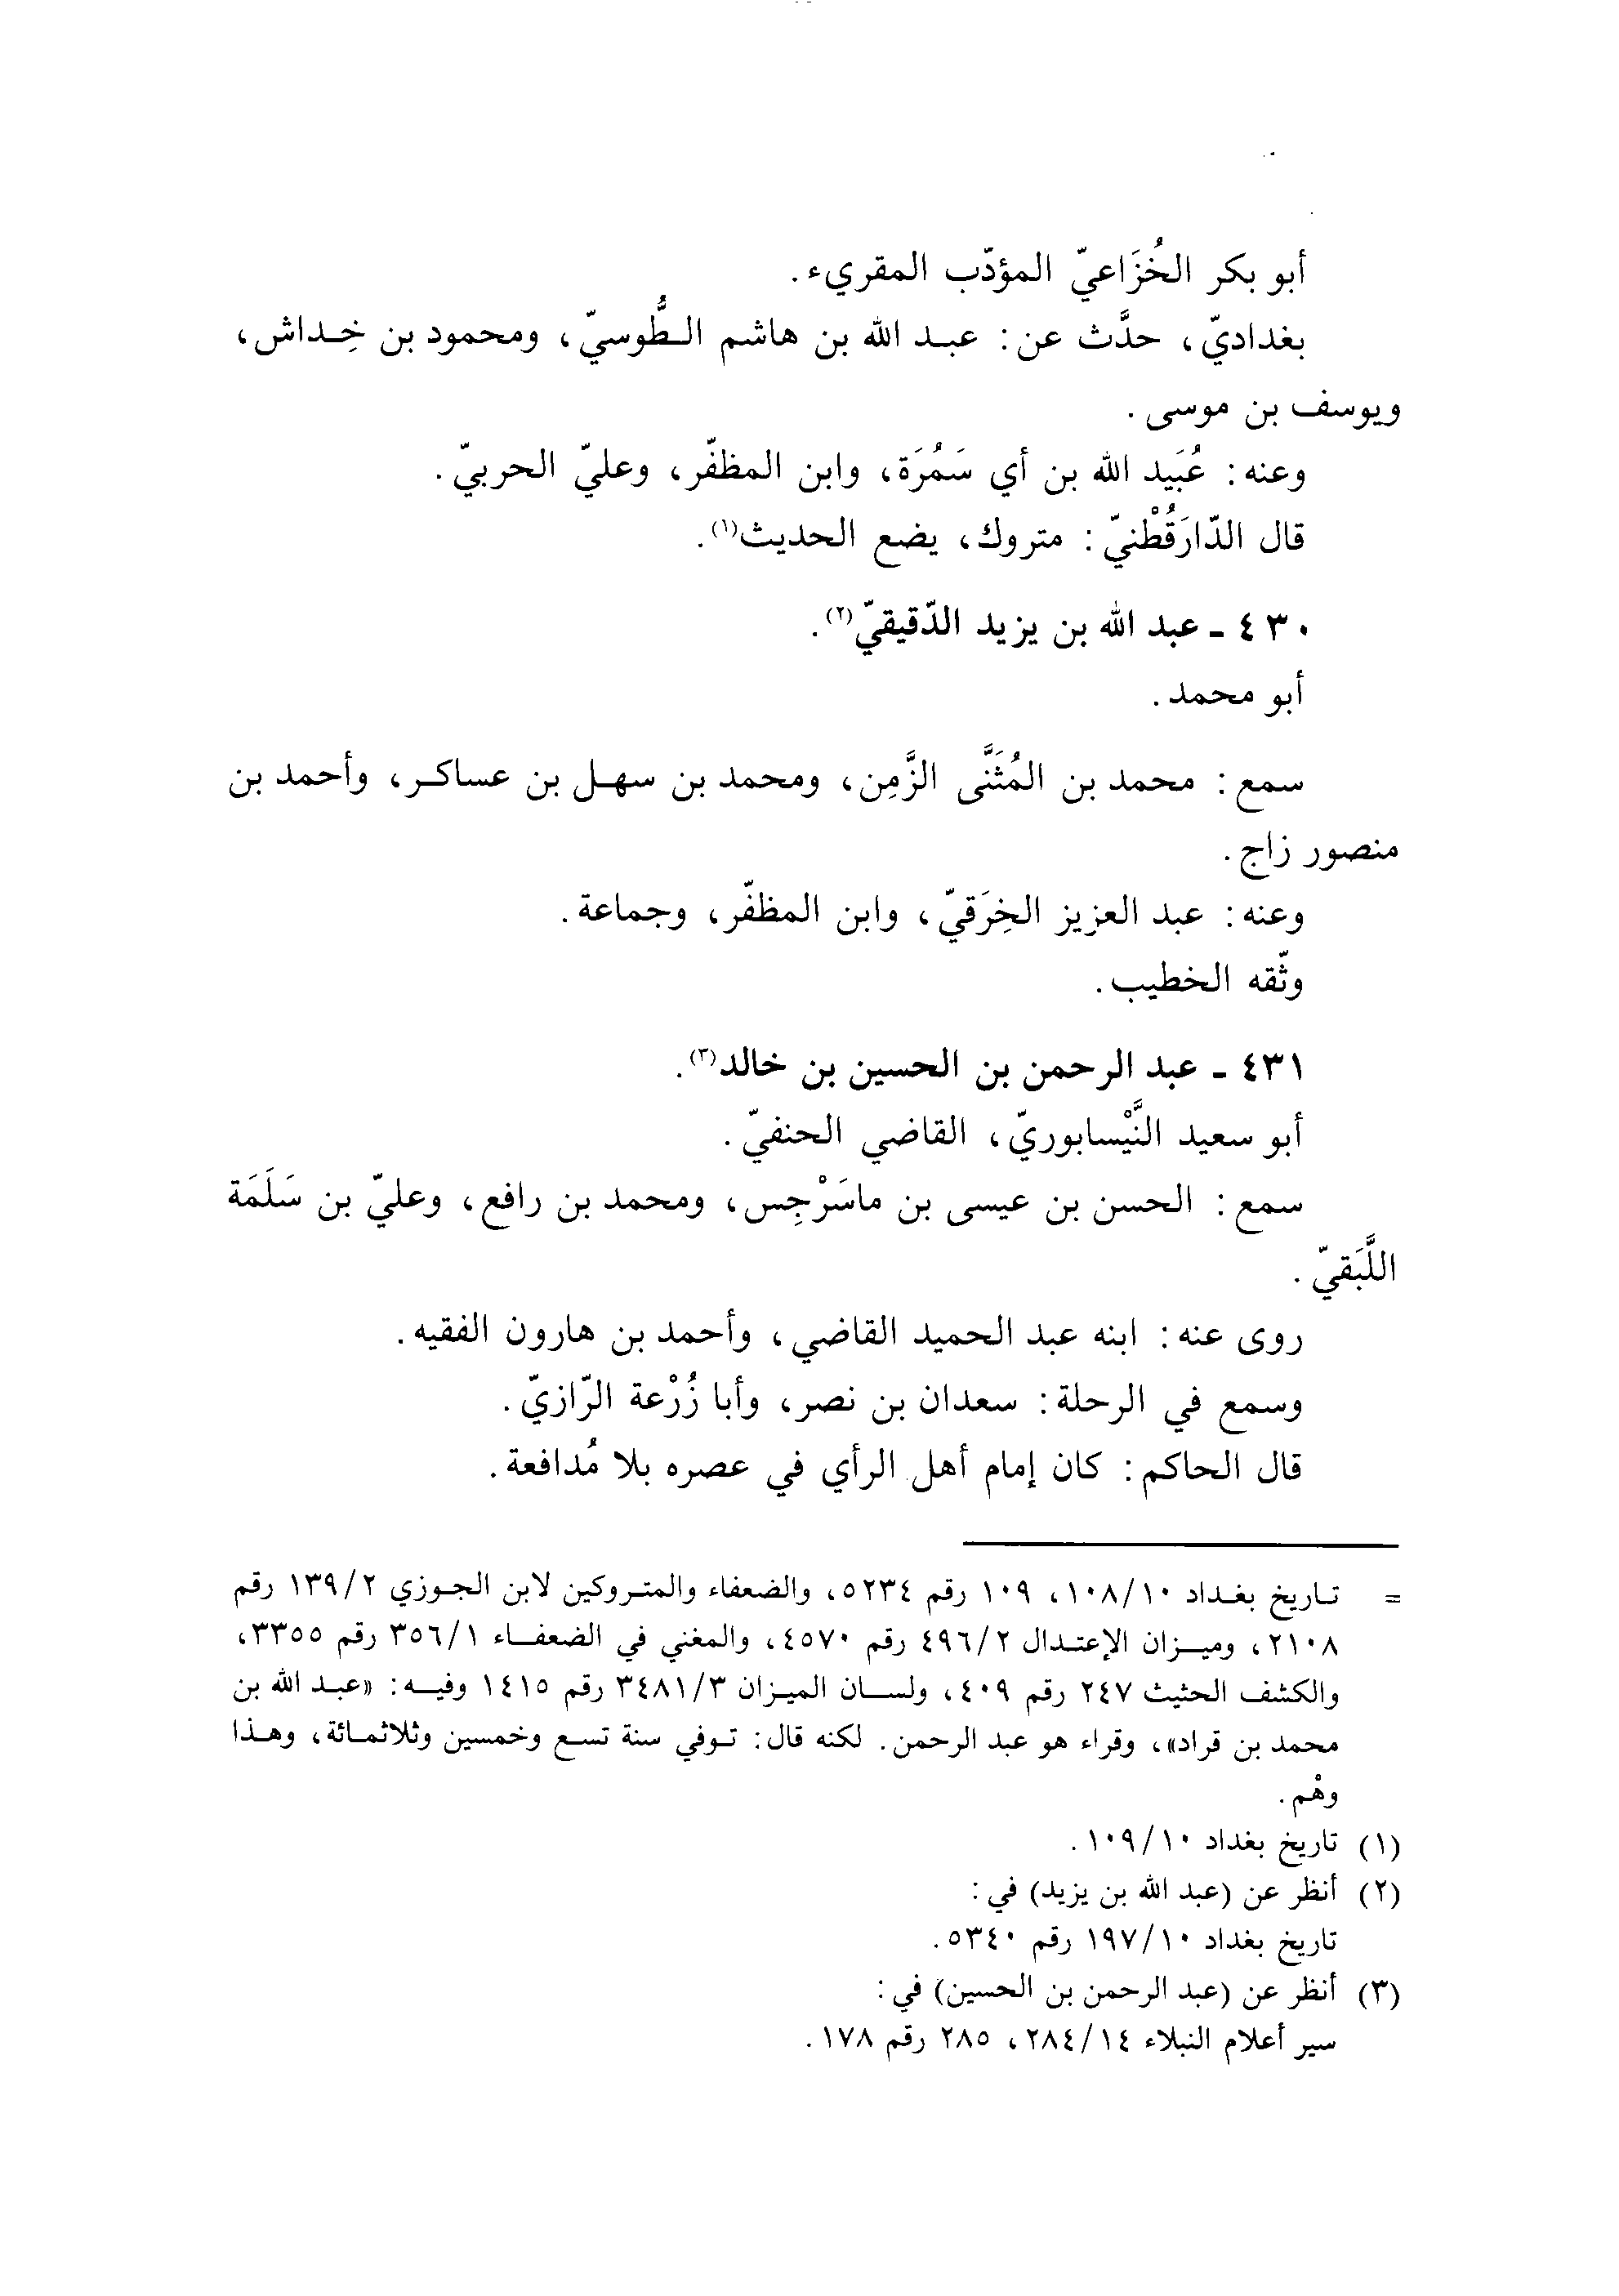 أبو بكر الخُزَاعيّ المؤدّب المقريء.
بغداديّ، حدَّث عن: عبد الله بن هاشم الطُّوسيّ، ومحمود بن خِداش،
ويوسف بن موسى.
وعنه: عُبَيد الله بن أي سَمُرَة، وابن المظفّر، وعليّ الحربيّ.
قال الدّارَقُطْنيّ: متروك، يضع الحديث(١).
٤٣٠ - عبد الله بن يزيد الدّقيقيّ(٢).
أبو محمد.
سمع: محمد بن المُثَنَّى الزَّمِن، ومحمد بن سهل بن عساكر، وأحمد بن
منصور زاج.
وعنه: عبد العزيز الخِرَقيّ، وابن المظفّر، وجماعة.
وثّقه الخطيب.
٤٣١ - عبد الرحمن بن الحسين بن خالد(٣).
أبو سعيد النَّيْسابوريّ، القاضي الحنفيّ.
سمع: الحسن بن عيسى بن ماسَرْجِس، ومحمد بن رافع، وعليّ بن سَلَمَة
اللَّبَقيّ.
روى عنه: ابنه عبد الحميد القاضي، وأحمد بن هارون الفقيه.
وسمع في الرحلة: سعدان بن نصر، وأبا زُرْعة الرّازيّ.
قال الحاكم: كان إمام أهل الرأي في عصره بلا مُدافعة.
= تاريخ بغداد ١٠٨/١٠، ١٠٩ رقم ٥٢٣٤، والضعفاء والمتروكين لابن الجوزي ١٣٩/٢ رقم
٢١٠٨، وميزان الإعتدال ٤٩٦/٢ رقم ٤٥٧٠، والمغني في الضعفاء ٣٥٦/١ رقم ٣٣٥٥،
والكشف الحثيث ٢٤٧ رقم ٤٠٩، ولسان الميزان ٣٤٨١/٣ رقم ١٤١٥ وفيه: «عبد الله بن
محمد بن قراد»، وقراء هو عبد الرحمن. لكنه قال: توفي سنة تسع وخمسين وثلاثمائة، وهذا
وهْم.
(١) تاريخ بغداد ١٠٩/١٠.
(٢) أنظر عن (عبد الله بن يزيد) في:
تاريخ بغداد ١٩٧/١٠ رقم ٥٣٤٠.
(٣) أنظر عن (عبد الرحمن بن الحسين) في:
سير أعلام النبلاء ٢٨٤/١٤، ٢٨٥ رقم ١٧٨.